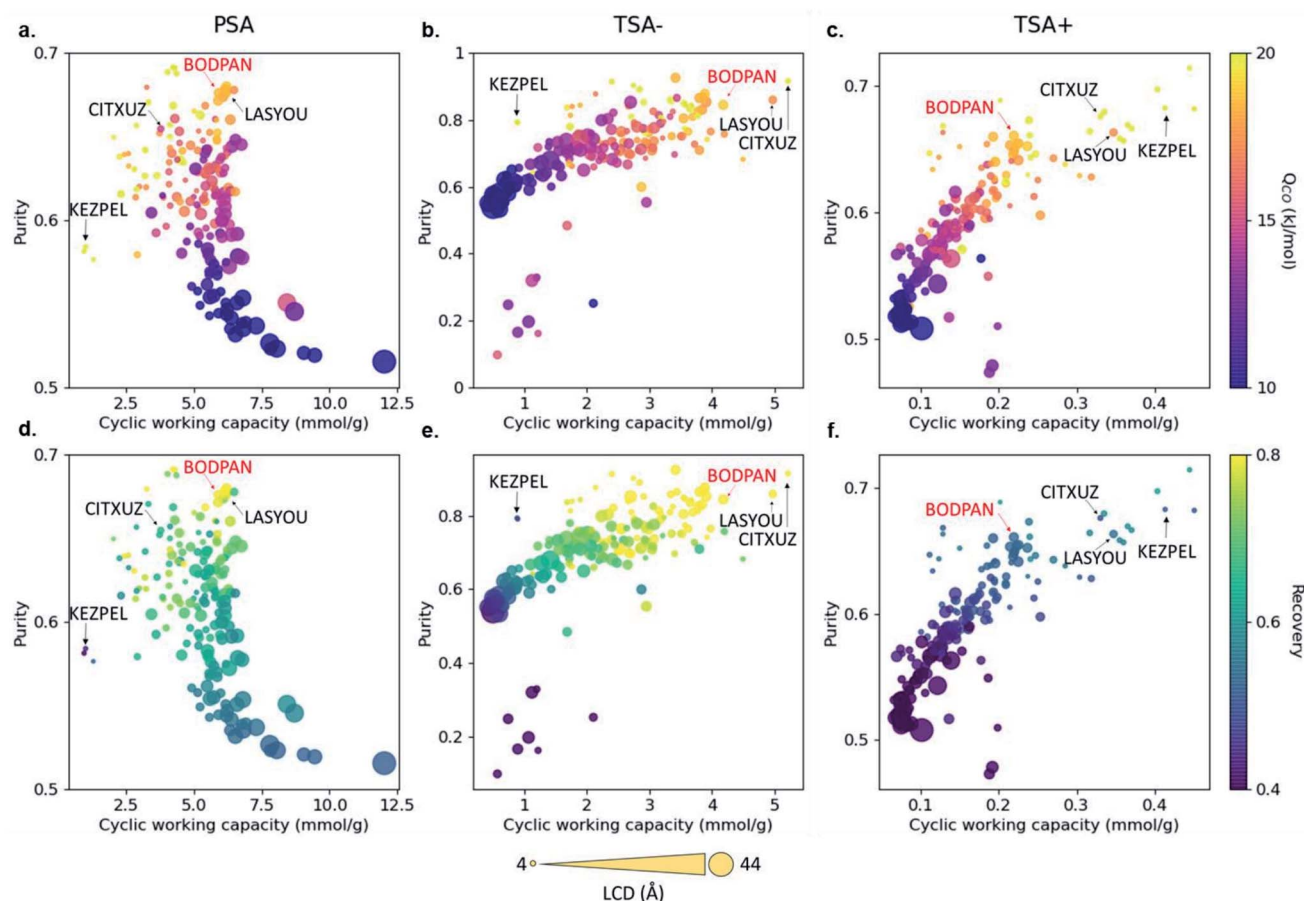 PSA
TSA-
TSA+
a.
0.7
BODPAN
CITXUZ
LASYOU
KEZPEL
0.6
0.5
Purity
2.5 5.0 7.5 10.0 12.5
Cyclic working capacity (mmol/g)
b.
1
KEZPEL
BODPAN
LASYOU
CITXUZ
0.8
0.6
0.4
0.2
0
Purity
1 2 3 4 5
Cyclic working capacity (mmol/g)
c.
0.7
CITXUZ
BODPAN
LASYOU
KEZPEL
0.6
0.5
Purity
0.1 0.2 0.3 0.4
Cyclic working capacity (mmol/g)
20
15
10
QCO (kJ/mol)
d.
0.7
BODPAN
CITXUZ
LASYOU
KEZPEL
0.6
0.5
Purity
2.5 5.0 7.5 10.0 12.5
Cyclic working capacity (mmol/g)
e.
KEZPEL
BODPAN
LASYOU
CITXUZ
0.8
0.6
0.4
0.2
Purity
1 2 3 4 5
Cyclic working capacity (mmol/g)
f.
0.7
CITXUZ
BODPAN
LASYOU
KEZPEL
0.6
0.5
Purity
0.1 0.2 0.3 0.4
Cyclic working capacity (mmol/g)
0.8
0.6
0.4
Recovery
4 44
LCD (Å)